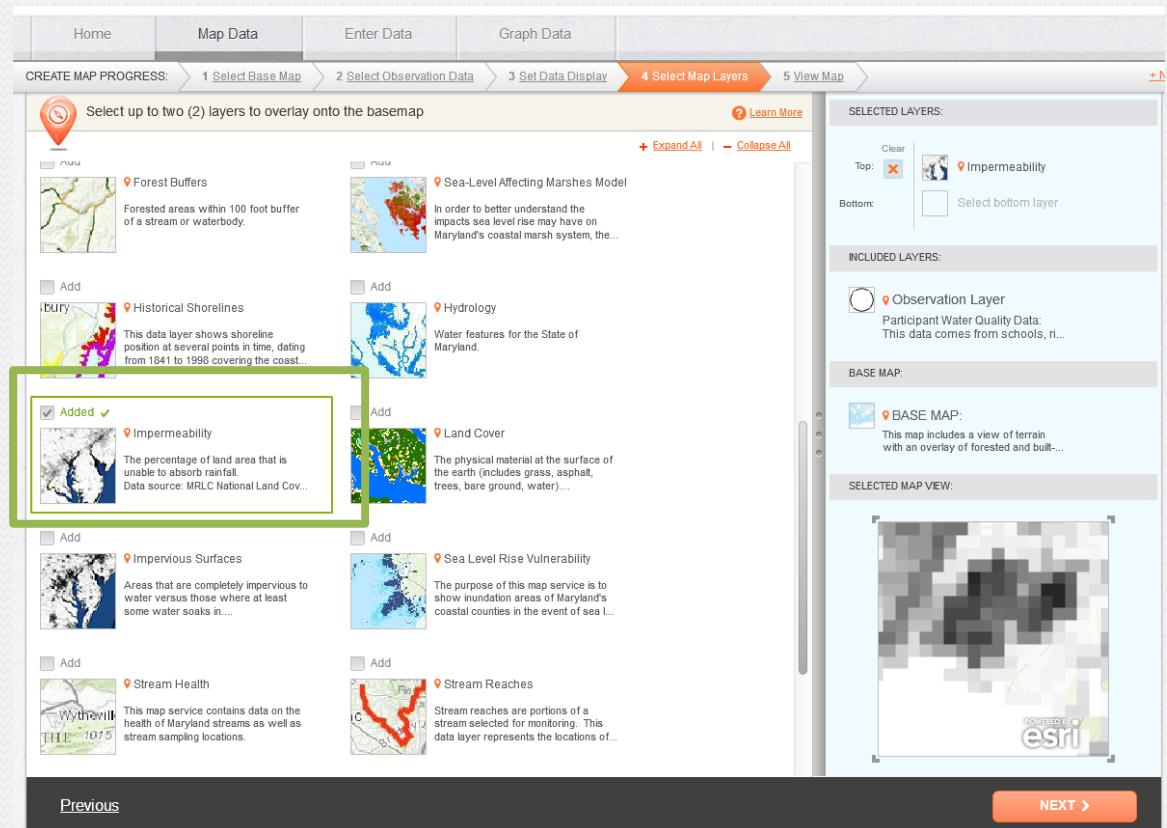 Home
Map Data
Enter Data
Graph Data
CREATE MAP PROGRESS:
1 Select Base Map
2 Select Observation Data
3 Set Data Display
4 Select Map Layers
5 View Map
+ N
Select up to two (2) layers to overlay onto the basemap
? Learn More
+ Expand All | – Collapse All
Add
Add
Forest Buffers
Forested areas within 100 foot buffer
of a stream or waterbody.
Sea-Level Affecting Marshes Model
In order to better understand the
impacts sea level rise may have on
Maryland's coastal marsh system, the...
Add
sbury
Historical Shorelines
This data layer shows shoreline
position at several points in time, dating
from 1841 to 1998 covering the coast...
Add
Hydrology
Water features for the State of
Maryland.
Added
Impermeability
The percentage of land area that is
unable to absorb rainfall.
Data source: MRLC National Land Cov...
Add
Land Cover
The physical material at the surface of
the earth (includes grass, asphalt,
trees, bare ground, water)....
Add
Impervious Surfaces
Areas that are completely impervious to
water versus those where at least
some water soaks in....
Add
Sea Level Rise Vulnerability
The purpose of this map service is to
show inundation areas of Maryland's
coastal counties in the event of sea l...
Add
Wytheville
THE 1015
Stream Health
This map service contains data on the
health of Maryland streams as well as
stream sampling locations.
Add
Stream Reaches
Stream reaches are portions of a
stream selected for monitoring. This
data layer represents the locations of...
SELECTED LAYERS:
Clear
Top:
Impermeability
Bottom:
Select bottom layer
INCLUDED LAYERS:
Observation Layer
Participant Water Quality Data:
This data comes from schools, ri...
BASE MAP:
BASE MAP:
This map includes a view of terrain
with an overlay of forested and built-...
SELECTED MAP VIEW:
POWERED BY
esri
Previous
NEXT